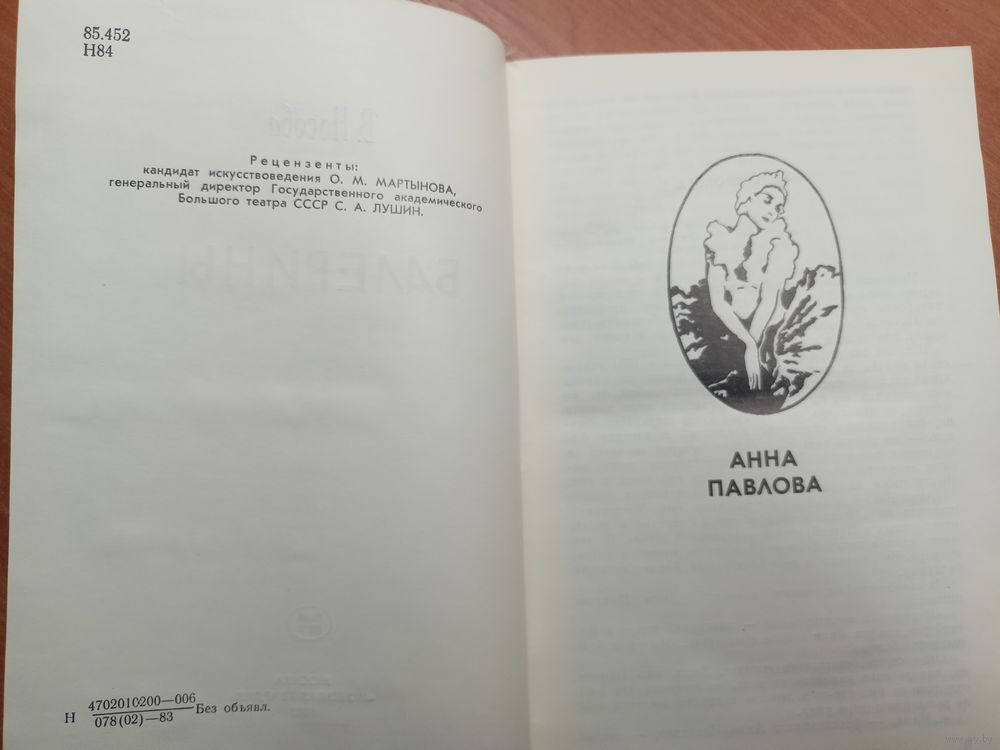 85.452
Н84
Рецензенты:
кандидат искусствоведения О. М. МАРТЫНОВА,
генеральный директор Государственного академического
Большого театра СССР С. А. ЛУШИН.
Н 4702010200—006
078(02)—83 Без объявл.
АННА
ПАВЛОВА